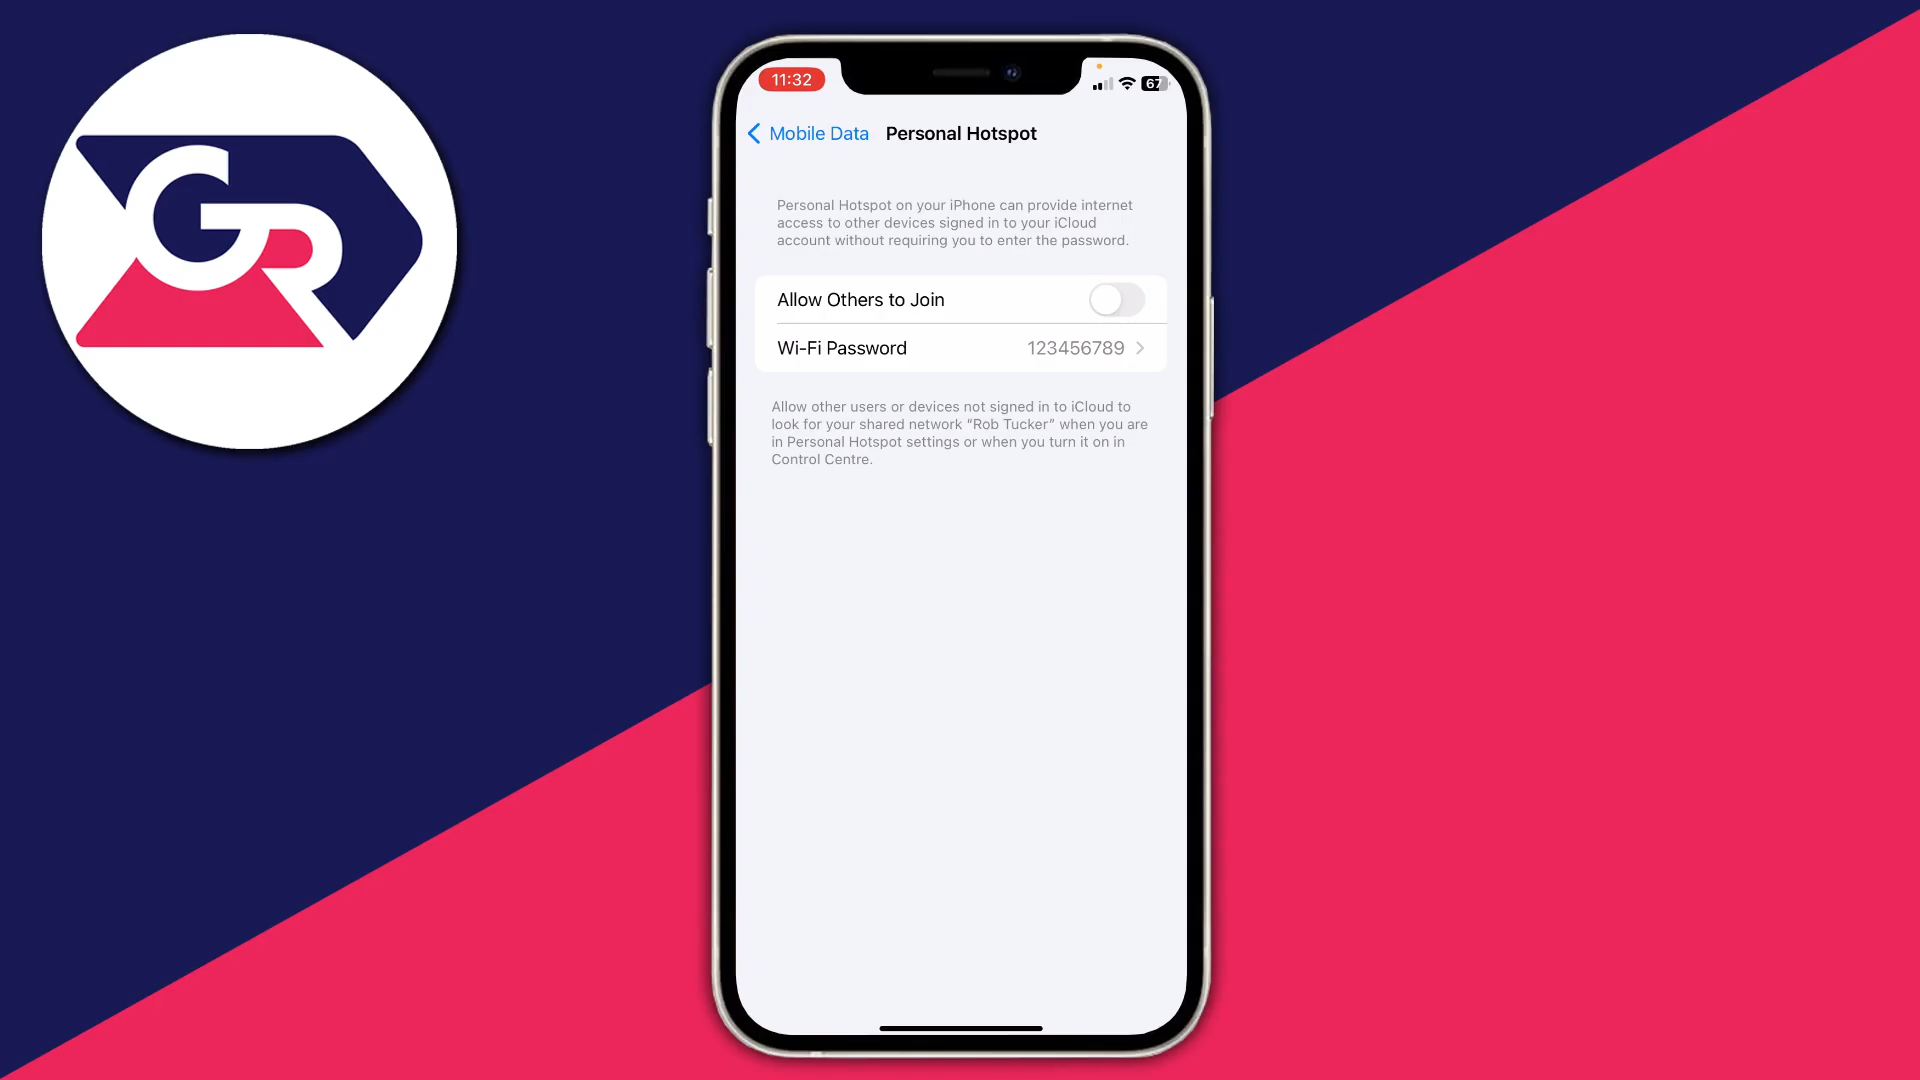 GR
11:32
67
Mobile Data Personal Hotspot
Personal Hotspot on your iPhone can provide internet
access to other devices signed in to your iCloud
account without requiring you to enter the password.
Allow Others to Join
Wi-Fi Password 123456789
Allow other users or devices not signed in to iCloud to
look for your shared network “Rob Tucker” when you are
in Personal Hotspot settings or when you turn it on in
Control Centre.